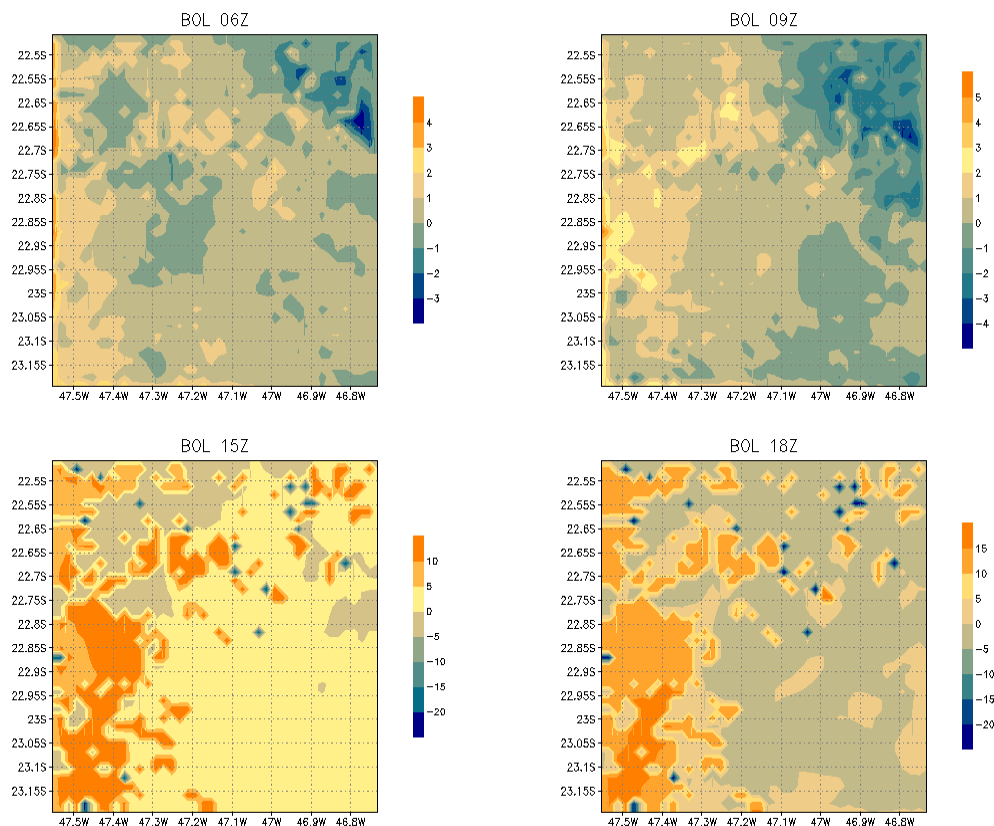 BOL 06Z
22.5S
22.55S
22.6S
22.65S
22.7S
22.75S
22.8S
22.85S
22.9S
22.95S
23S
23.05S
23.1S
23.15S
47.5W 47.4W 47.3W 47.2W 47.1W 47W 46.9W 46.8W
4
3
2
1
0
-1
-2
-3
BOL 09Z
22.5S
22.55S
22.6S
22.65S
22.7S
22.75S
22.8S
22.85S
22.9S
22.95S
23S
23.05S
23.1S
23.15S
47.5W 47.4W 47.3W 47.2W 47.1W 47W 46.9W 46.8W
5
4
3
2
1
0
-1
-2
-3
-4
BOL 15Z
22.5S
22.55S
22.6S
22.65S
22.7S
22.75S
22.8S
22.85S
22.9S
22.95S
23S
23.05S
23.1S
23.15S
47.5W 47.4W 47.3W 47.2W 47.1W 47W 46.9W 46.8W
10
5
0
-5
-10
-15
-20
BOL 18Z
22.5S
22.55S
22.6S
22.65S
22.7S
22.75S
22.8S
22.85S
22.9S
22.95S
23S
23.05S
23.1S
23.15S
47.5W 47.4W 47.3W 47.2W 47.1W 47W 46.9W 46.8W
15
10
5
0
-5
-10
-15
-20